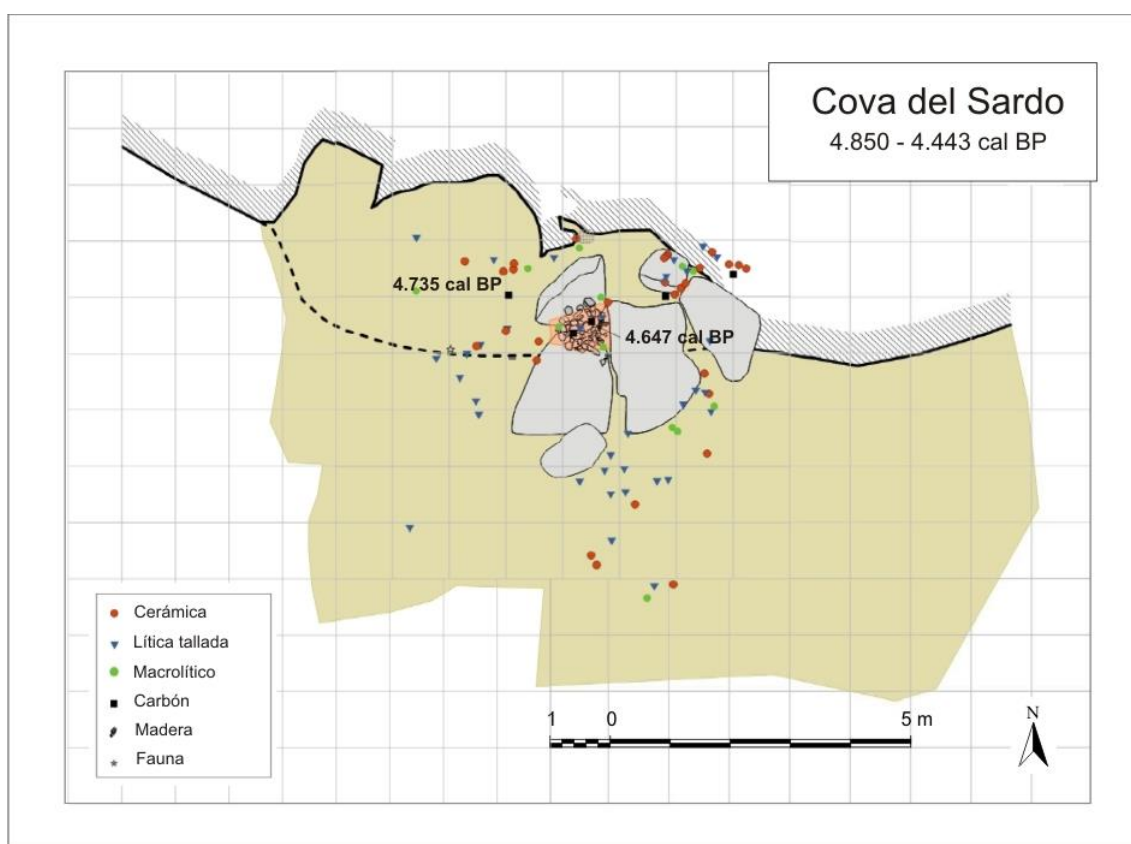 Cova del Sardo
4.850 - 4.443 cal BP
4.735 cal BP
4.647 cal BP
Cerámica
Lítica tallada
Macrolítico
Carbón
Madera
Fauna
1 0 5 m
N